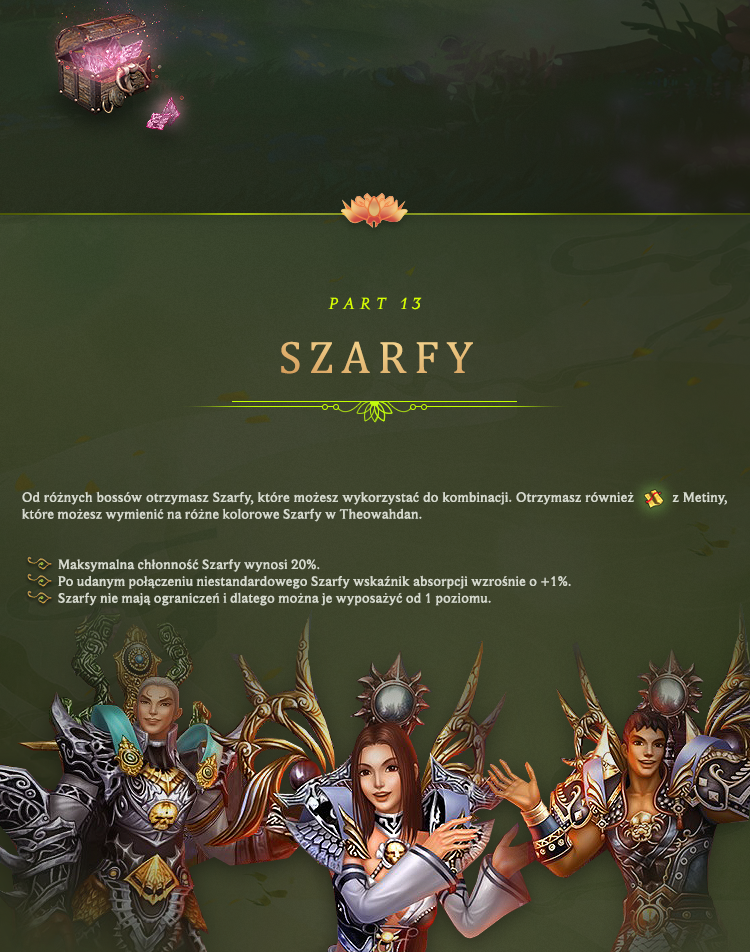 PART 13
SZARFY
Od różnych bossów otrzymasz Szarfy, które możesz wykorzystać do kombinacji. Otrzymasz również z Metiny,
które możesz wymienić na różne kolorowe Szarfy w Theowahdan.
Maksymalna chłonność Szarfy wynosi 20%.
Po udanym połączeniu niestandardowego Szarfy wskaźnik absorpcji wzrośnie o +1%.
Szarfy nie mają ograniczeń i dlatego można je wyposażyć od 1 poziomu.